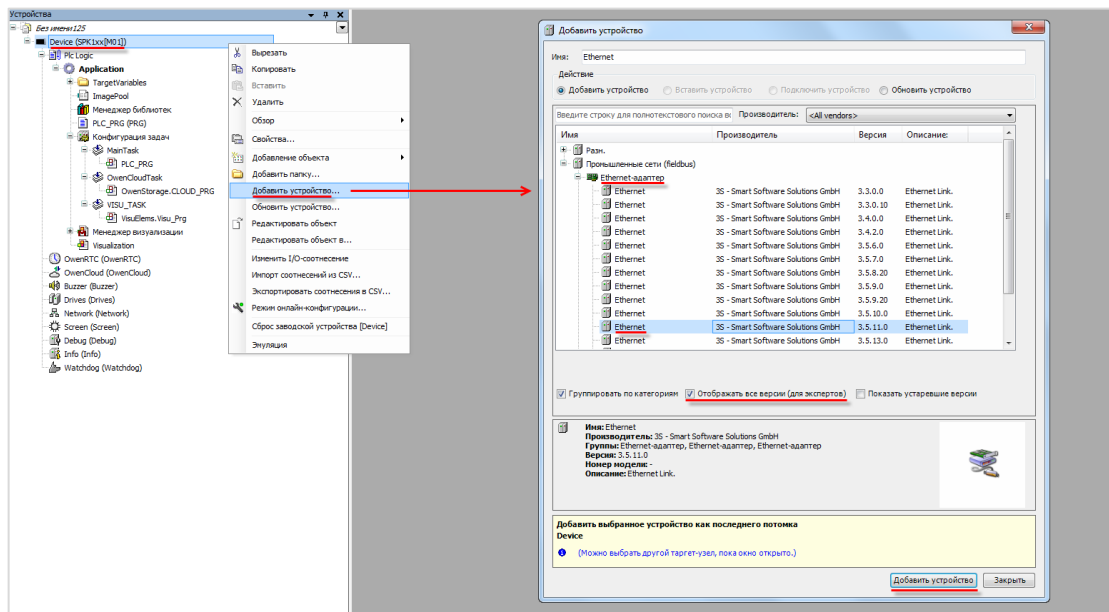 Устройства
Без имени125
Device (SPK1xx[M01])
Plc Logic
Application
TargetVariables
ImagePool
Менеджер библиотек
PLC_PRG (PRG)
Конфигурация задач
MainTask
PLC_PRG
OwenCloudTask
OwenStorage.CLOUD_PRG
VISU_TASK
VisuElems.Visu_Prg
Менеджер визуализации
Visualization
OwenRTC (OwenRTC)
OwenCloud (OwenCloud)
Buzzer (Buzzer)
Drives (Drives)
Network (Network)
Screen (Screen)
Debug (Debug)
Info (Info)
Watchdog (Watchdog)
Вырезать
Копировать
Вставить
Удалить
Обзор
Свойства...
Добавление объекта
Добавить папку...
Добавить устройство...
Обновить устройство...
Редактировать объект
Редактировать объект в...
Изменить I/O-соотнесение
Импорт соотнесений из CSV...
Экспортировать соотнесения в CSV...
Режим онлайн-конфигурации...
Сброс заводской устройства [Device]
Эмуляция
Добавить устройство
Имя: Ethernet
Действие
Добавить устройство Вставить устройство Подключить устройство Обновить устройство
Введите строку для полнотекстового поиска во Производитель: <All vendors>
Имя Производитель Версия Описание:
Разн.
Промышленные сети (fieldbus)
Ethernet-адаптер
Ethernet 3S - Smart Software Solutions GmbH 3.3.0.0 Ethernet Link.
Ethernet 3S - Smart Software Solutions GmbH 3.3.0.10 Ethernet Link.
Ethernet 3S - Smart Software Solutions GmbH 3.4.0.0 Ethernet Link.
Ethernet 3S - Smart Software Solutions GmbH 3.4.2.0 Ethernet Link.
Ethernet 3S - Smart Software Solutions GmbH 3.5.6.0 Ethernet Link.
Ethernet 3S - Smart Software Solutions GmbH 3.5.7.0 Ethernet Link.
Ethernet 3S - Smart Software Solutions GmbH 3.5.8.20 Ethernet Link.
Ethernet 3S - Smart Software Solutions GmbH 3.5.9.0 Ethernet Link.
Ethernet 3S - Smart Software Solutions GmbH 3.5.9.20 Ethernet Link.
Ethernet 3S - Smart Software Solutions GmbH 3.5.10.0 Ethernet Link.
Ethernet 3S - Smart Software Solutions GmbH 3.5.11.0 Ethernet Link.
Ethernet 3S - Smart Software Solutions GmbH 3.5.13.0 Ethernet Link.
Группировать по категориям Отображать все версии (для экспертов) Показать устаревшие версии
Имя: Ethernet
Производитель: 3S - Smart Software Solutions GmbH
Группы: Ethernet-адаптер, Ethernet-адаптер, Ethernet-адаптер
Версия: 3.5.11.0
Номер модели: -
Описание: Ethernet Link.
Добавить выбранное устройство как последнего потомка
Device
(Можно выбрать другой таргет-узел, пока окно открыто.)
Добавить устройство Закрыть